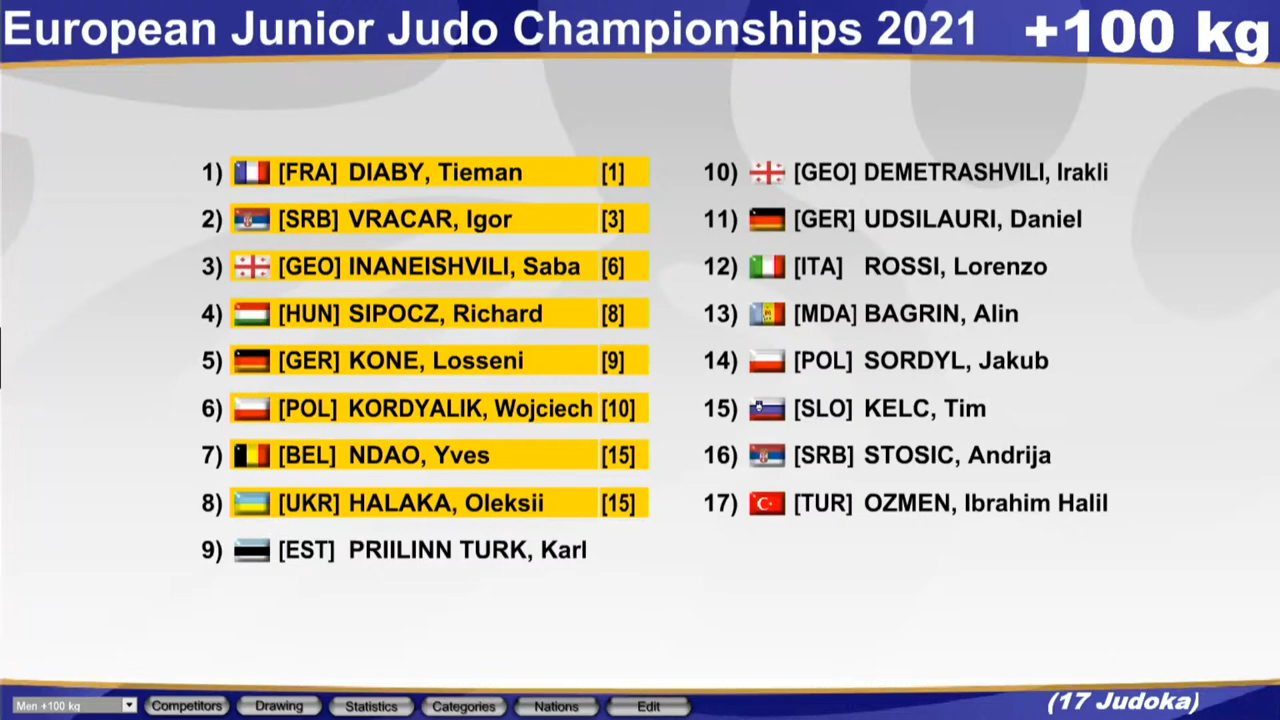 European Junior Judo Championships 2021 +100 kg
1) [FRA] DIABY, Tieman [1]
2) [SRB] VRACAR, Igor [3]
3) [GEO] INANEISHVILI, Saba [6]
4) [HUN] SIPOCZ, Richard [8]
5) [GER] KONE, Losseni [9]
6) [POL] KORDYALIK, Wojciech [10]
7) [BEL] NDAO, Yves [15]
8) [UKR] HALAKA, Oleksii [15]
9) [EST] PRIILINN TURK, Karl
10) [GEO] DEMETRASHVILI, Irakli
11) [GER] UDSILAURI, Daniel
12) [ITA] ROSSI, Lorenzo
13) [MDA] BAGRIN, Alin
14) [POL] SORDYL, Jakub
15) [SLO] KELC, Tim
16) [SRB] STOSIC, Andrija
17) [TUR] OZMEN, Ibrahim Halil
Men +100 kg Competitors Drawing Statistics Categories Nations Edit (17 Judoka)